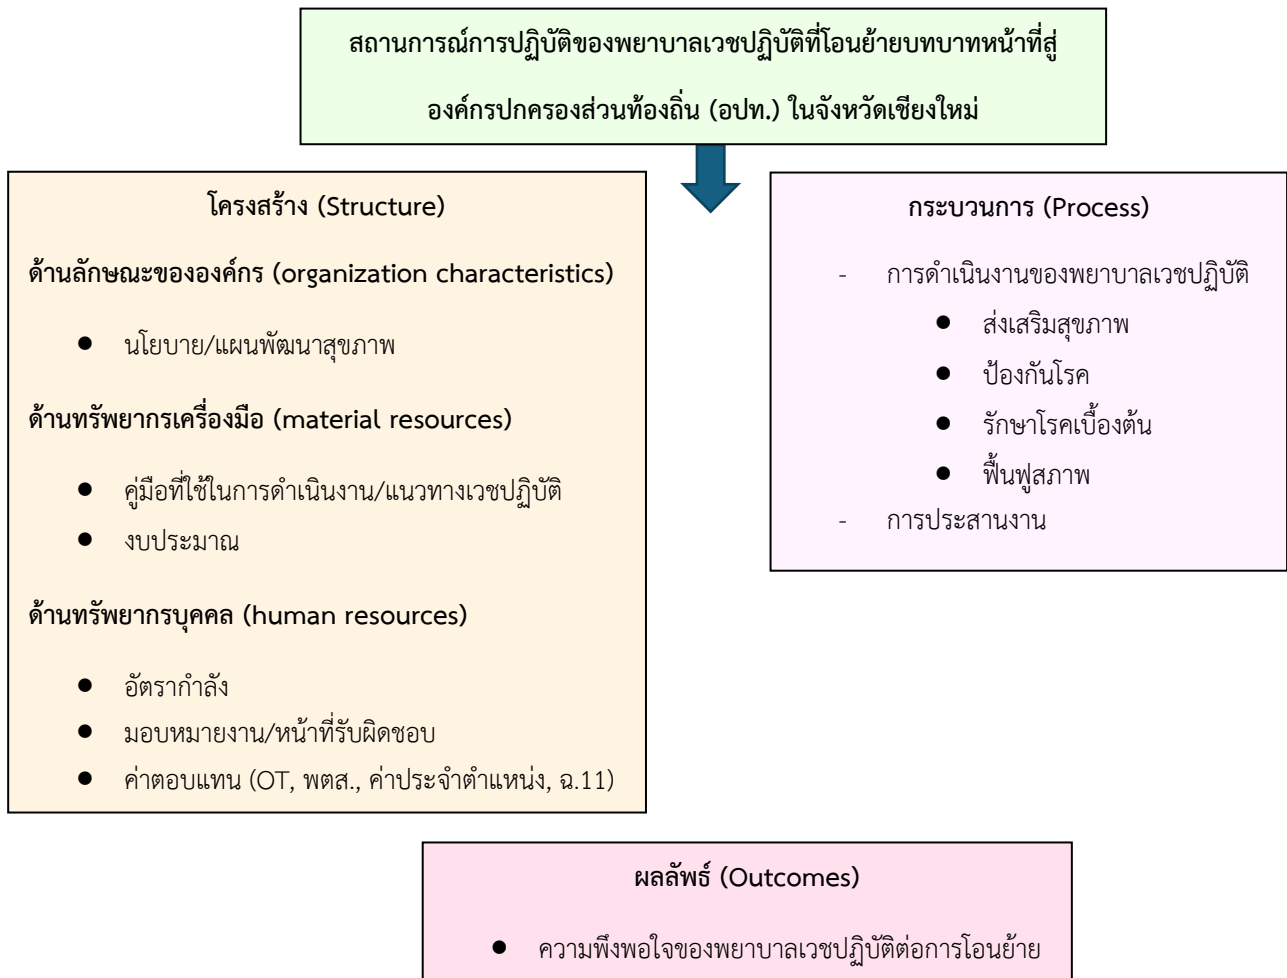 สถานการณ์การปฏิบัติของพยาบาลเวชปฏิบัติที่โอนย้ายบทบาทหน้าที่สู่
องค์กรปกครองส่วนท้องถิ่น (อปท.) ในจังหวัดเชียงใหม่
โครงสร้าง (Structure)
ด้านลักษณะขององค์กร (organization characteristics)
● นโยบาย/แผนพัฒนาสุขภาพ
ด้านทรัพยากรเครื่องมือ (material resources)
● คู่มือที่ใช้ในการดำเนินงาน/แนวทางเวชปฏิบัติ
● งบประมาณ
ด้านทรัพยากรบุคคล (human resources)
● อัตรากำลัง
● มอบหมายงาน/หน้าที่รับผิดชอบ
● ค่าตอบแทน (OT, พตส., ค่าประจำตำแหน่ง, ฉ.11)
กระบวนการ (Process)
- การดำเนินงานของพยาบาลเวชปฏิบัติ
● ส่งเสริมสุขภาพ
● ป้องกันโรค
● รักษาโรคเบื้องต้น
● ฟื้นฟูสภาพ
- การประสานงาน
ผลลัพธ์ (Outcomes)
● ความพึงพอใจของพยาบาลเวชปฏิบัติต่อการโอนย้าย